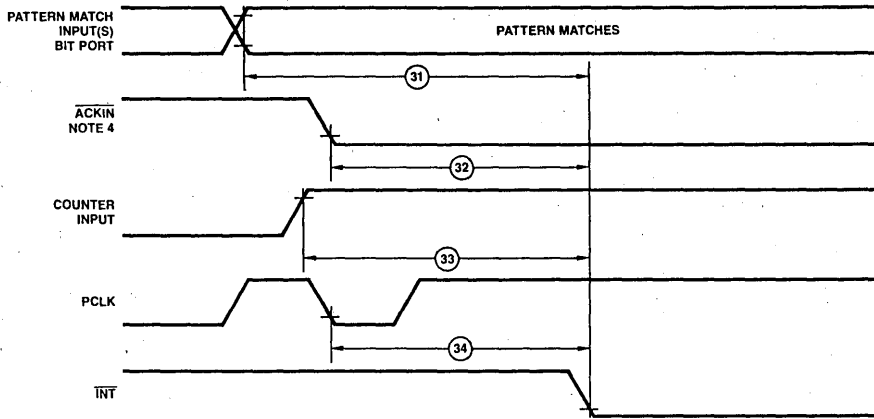 PATTERN MATCH
INPUT(S)
BIT PORT
PATTERN MATCHES
31
ACKIN
NOTE 4
32
COUNTER
INPUT
33
PCLK
34
INT